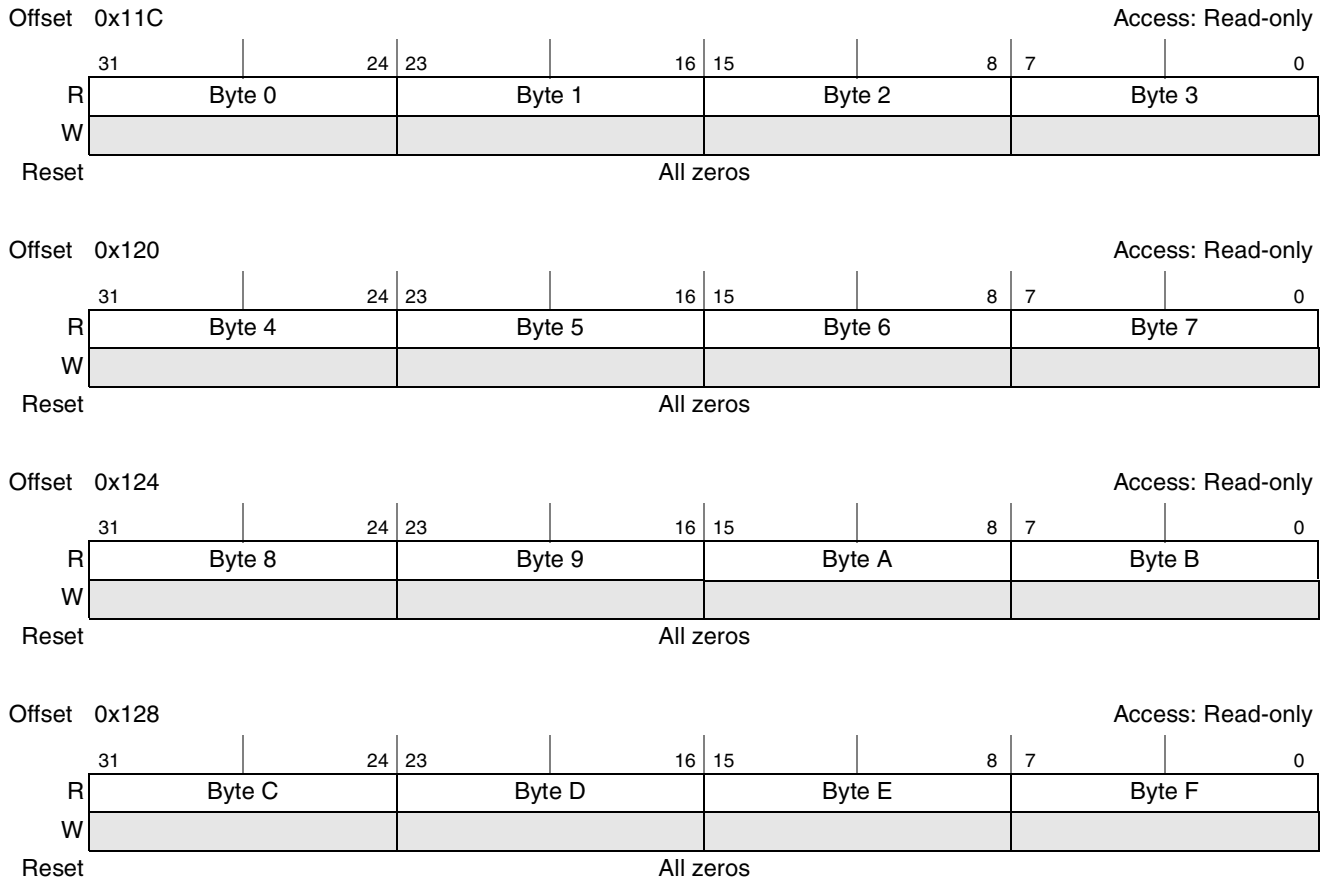 Offset 0x11C Access: Read-only
31 24 23 16 15 8 7 0
R Byte 0 Byte 1 Byte 2 Byte 3
W
Reset All zeros
Offset 0x120 Access: Read-only
31 24 23 16 15 8 7 0
R Byte 4 Byte 5 Byte 6 Byte 7
W
Reset All zeros
Offset 0x124 Access: Read-only
31 24 23 16 15 8 7 0
R Byte 8 Byte 9 Byte A Byte B
W
Reset All zeros
Offset 0x128 Access: Read-only
31 24 23 16 15 8 7 0
R Byte C Byte D Byte E Byte F
W
Reset All zeros